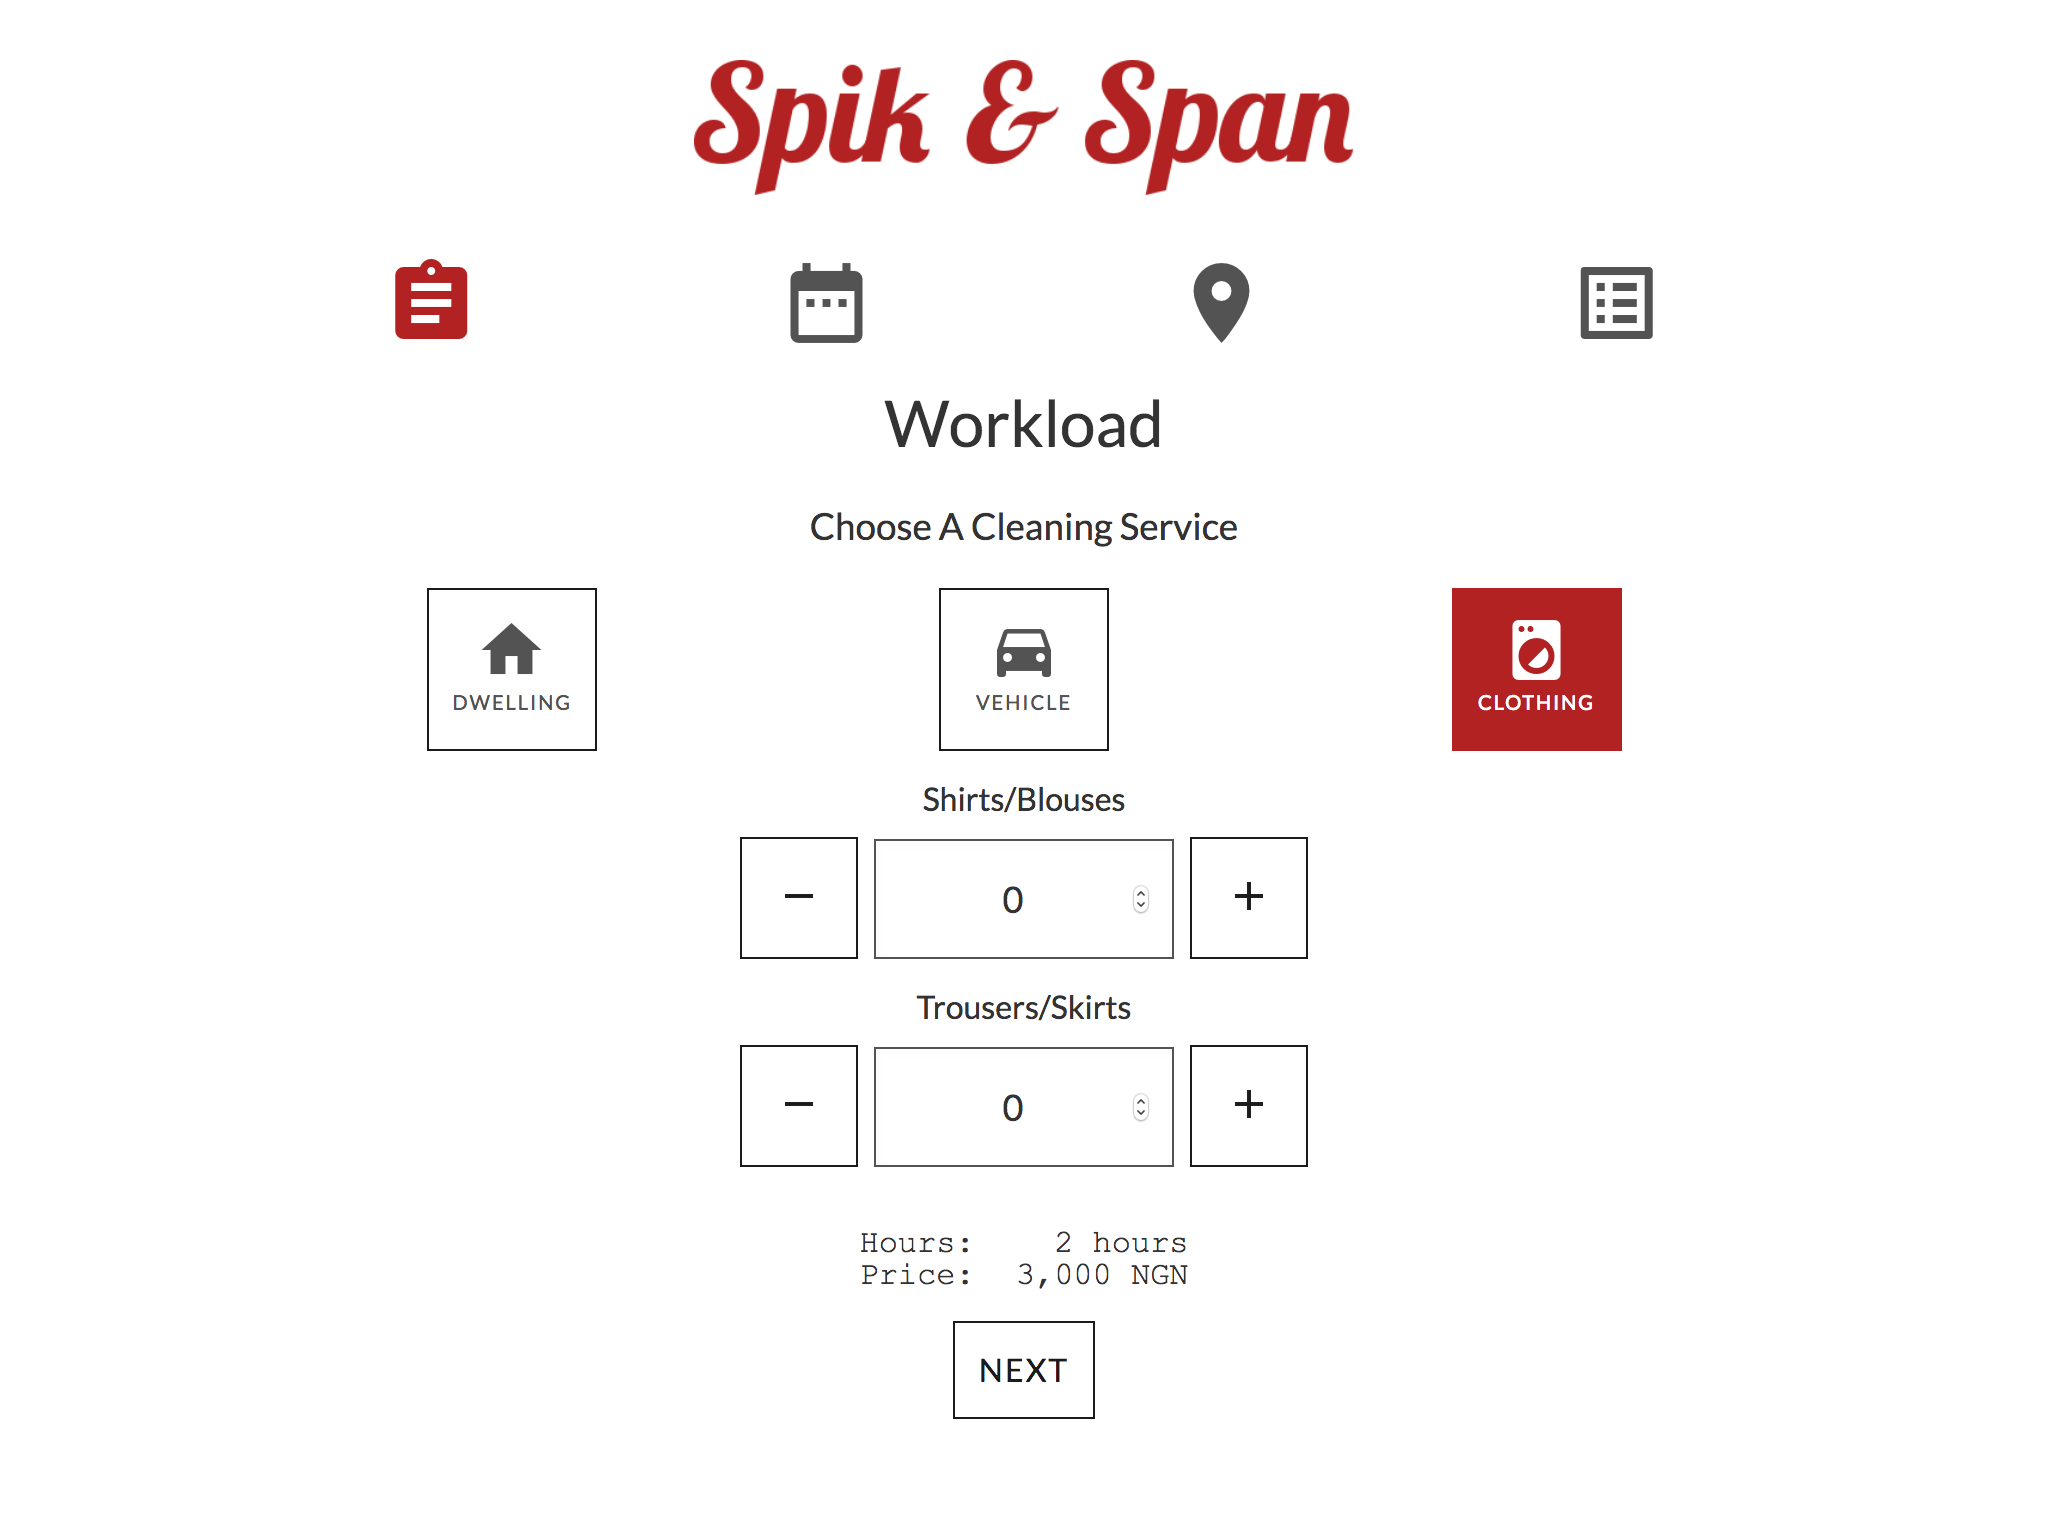 Spik & Span
Workload
Choose A Cleaning Service
DWELLING
VEHICLE
CLOTHING
Shirts/Blouses
− 0 +
Trousers/Skirts
− 0 +
Hours: 2 hours
Price: 3,000 NGN
NEXT